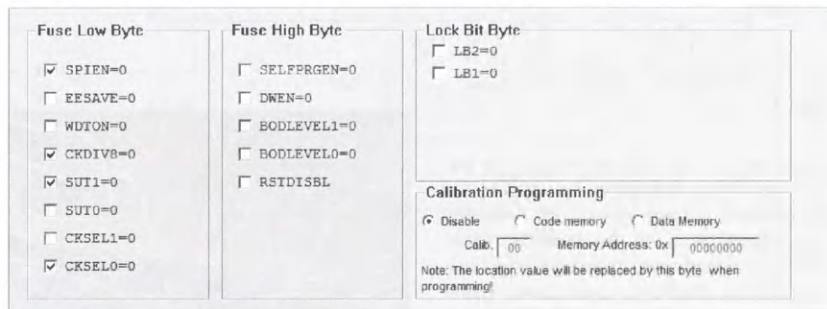 Fuse Low Byte
SPIEN=0
EESAVE=0
WDTON=0
CKDIV8=0
SUT1=0
SUT0=0
CKSEL1=0
CKSEL0=0
Fuse High Byte
SELFPRGEN=0
DWEN=0
BODLEVEL1=0
BODLEVEL0=0
RSTDISBL
Lock Bit Byte
LB2=0
LB1=0
Calibration Programming
Disable Code memory Data Memory
Calib. 00 Memory Address: 0x 00000000
Note: The location value will be replaced by this byte when
programming!